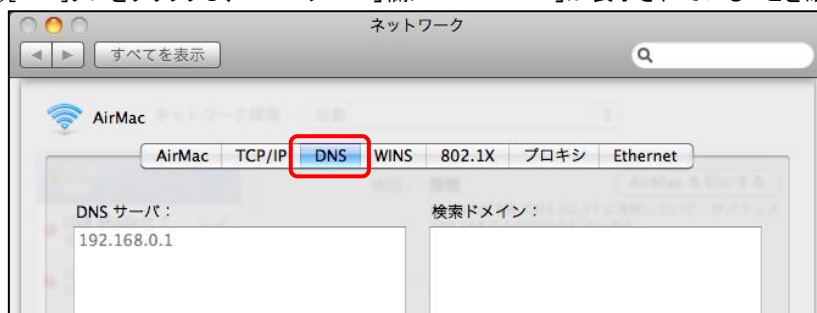 ネットワーク
すべてを表示
AirMac
AirMac TCP/IP DNS WINS 802.1X プロキシ Ethernet
DNS サーバ： 検索ドメイン：
192.168.0.1